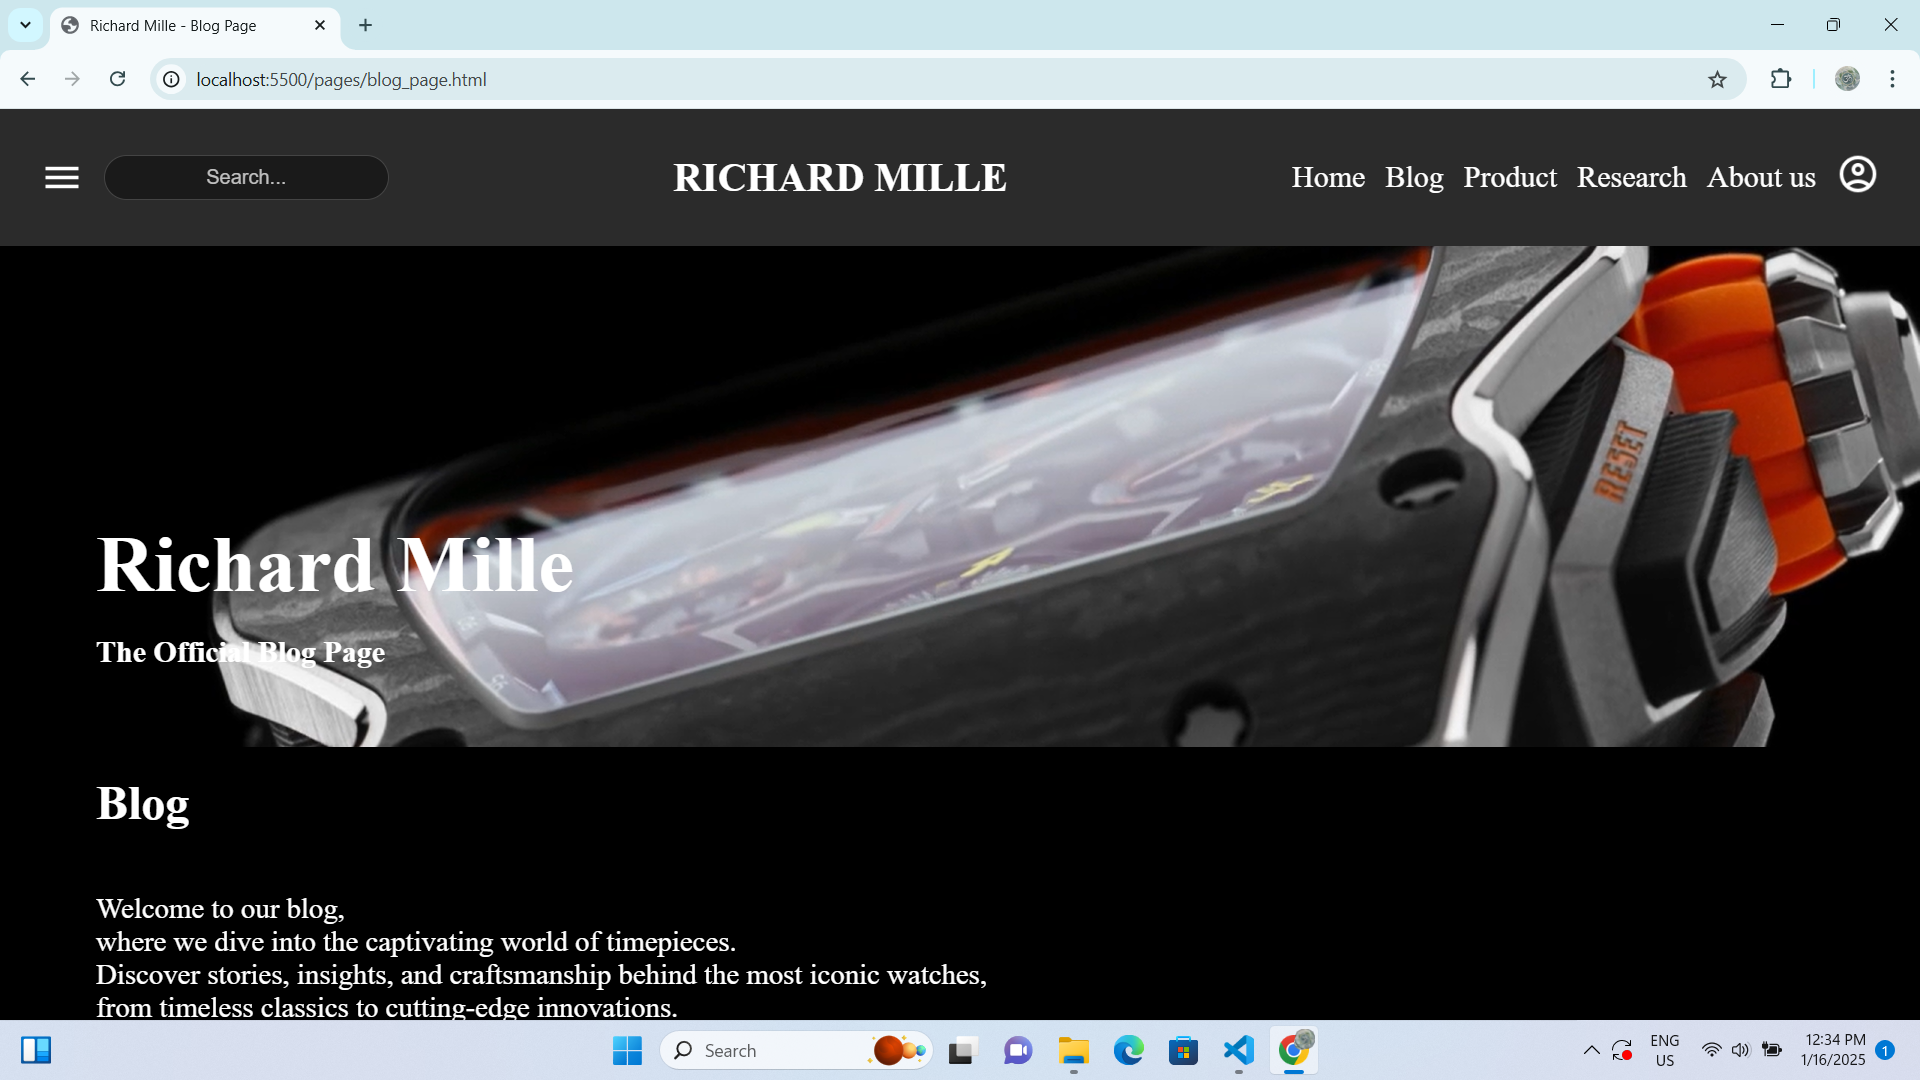 Richard Mille - Blog Page
localhost:5500/pages/blog_page.html
Search...
RICHARD MILLE
Home Blog Product Research About us
RESET
Richard Mille
The Official Blog Page
Blog
Welcome to our blog,
where we dive into the captivating world of timepieces.
Discover stories, insights, and craftsmanship behind the most iconic watches,
from timeless classics to cutting-edge innovations.
Search
ENG
US
12:34 PM
1/16/2025
1